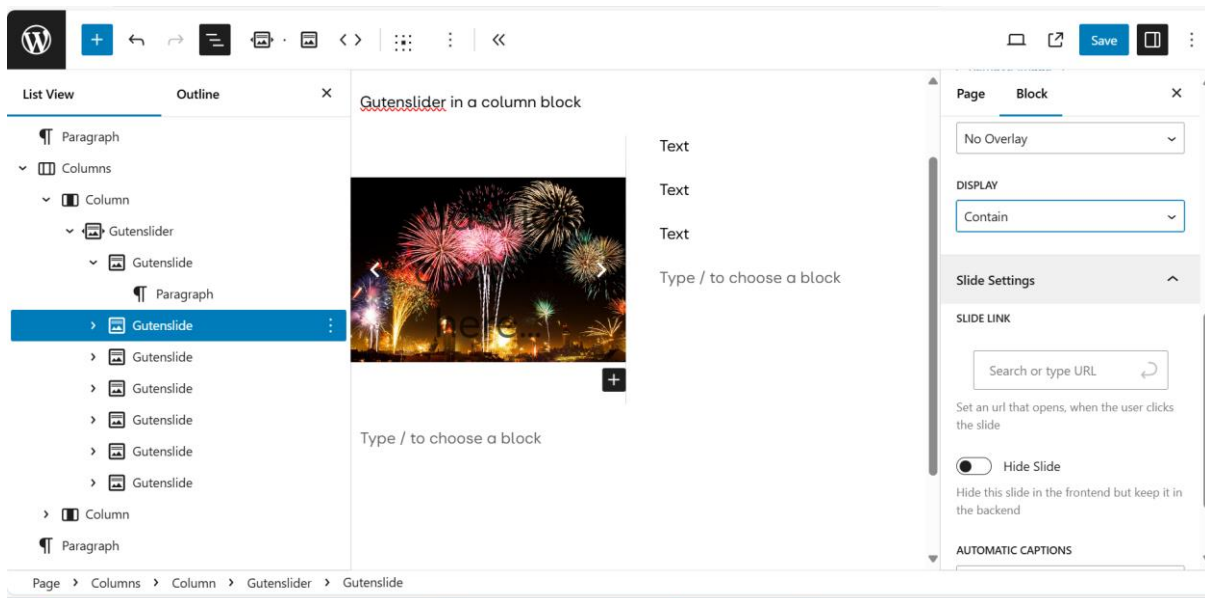 Save
List View Outline
Paragraph
Columns
Column
Gutenslider
Gutenslide
Paragraph
Gutenslide
Gutenslide
Gutenslide
Gutenslide
Gutenslide
Gutenslide
Column
Paragraph
Gutenslider in a column block
here...
Type / to choose a block
Text
Text
Text
Type / to choose a block
Page Block
No Overlay
DISPLAY
Contain
Slide Settings
SLIDE LINK
Search or type URL
Set an url that opens, when the user clicks
the slide
Hide Slide
Hide this slide in the frontend but keep it in
the backend
AUTOMATIC CAPTIONS
Page > Columns > Column > Gutenslider > Gutenslide